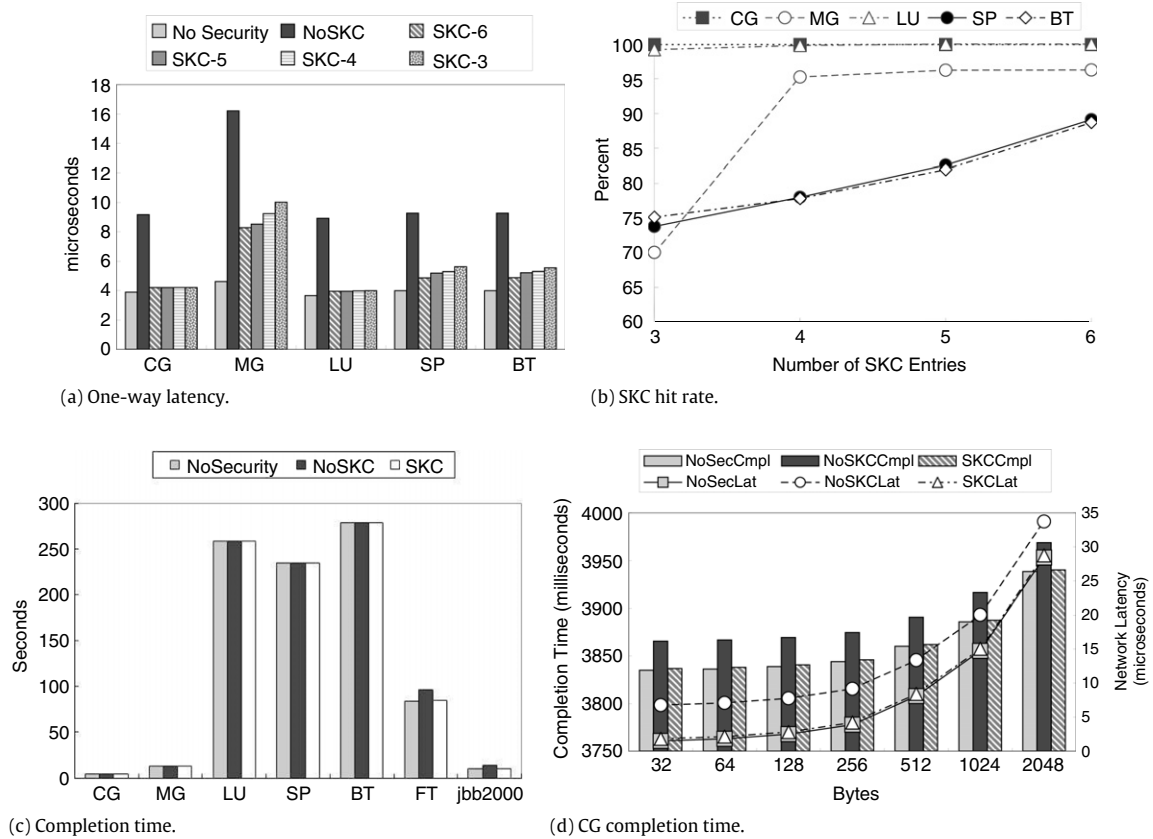 No Security NoSKC SKC-6
SKC-5 SKC-4 SKC-3
18
16
14
12
10
8
6
4
2
0
microseconds
CG MG LU SP BT
(a) One-way latency.
CG MG LU SP BT
100
95
90
85
80
75
70
65
60
Percent
3 4 5 6
Number of SKC Entries
(b) SKC hit rate.
NoSecurity NoSKC SKC
300
250
200
150
100
50
0
Seconds
CG MG LU SP BT FT jbb2000
(c) Completion time.
NoSecCmpl NoSKCCmpl SKCCmpl
NoSecLat NoSKCLat SKCLat
4000
3950
3900
3850
3800
3750
Completion Time (milliseconds)
35
30
25
20
15
10
5
0
Network Latency
(microseconds)
32 64 128 256 512 1024 2048
Bytes
(d) CG completion time.